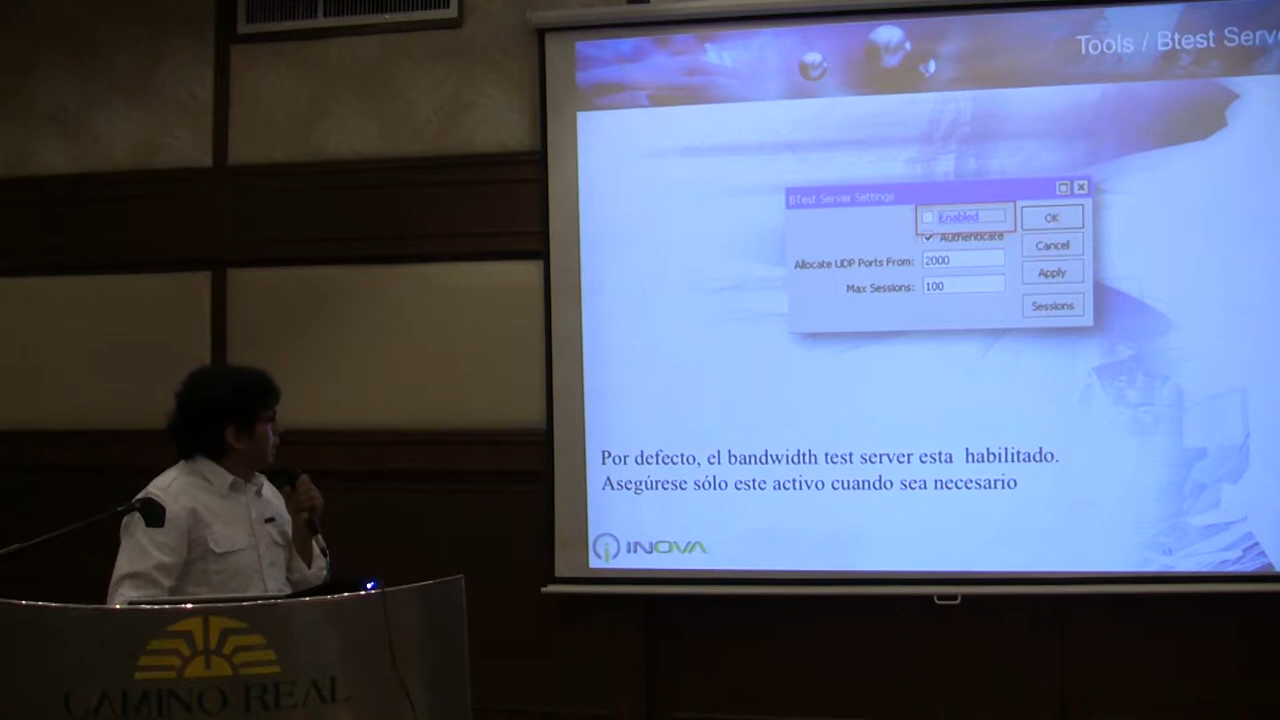 Tools / Btest Serve
BTest Server Settings
Enabled
OK
Authenticate
Cancel
Allocate UDP Ports From: 2000
Apply
Max Sessions: 100
Sessions
Por defecto, el bandwidth test server esta habilitado.
Asegúrese sólo este activo cuando sea necesario
INOVA
CAMINO REAL